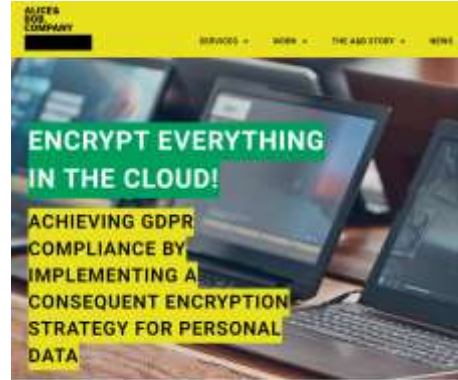 ALICE&
BOB.
COMPANY
SERVICES
WORK
THE A&B STORY
NEWS
ENCRYPT EVERYTHING
IN THE CLOUD!
ACHIEVING GDPR
COMPLIANCE BY
IMPLEMENTING A
CONSEQUENT ENCRYPTION
STRATEGY FOR PERSONAL
DATA